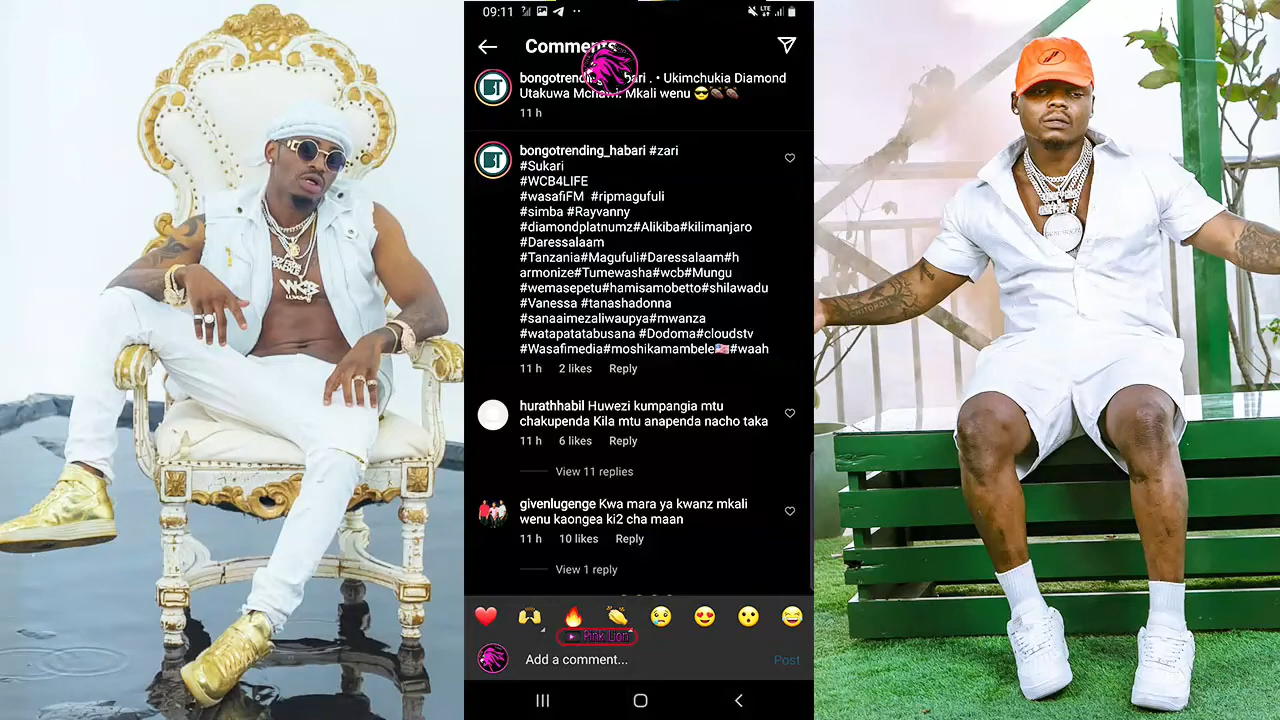 09:11
LTE
Comments
bongotrending_habari . • Ukimchukia Diamond
Utakuwa Mchawi. Mkali wenu 😎
11 h
BT
bongotrending_habari #zari
#Sukari
#WCB4LIFE
#wasafiFM #ripmagufuli
#simba #Rayvanny
#diamondplatnumz#Alikiba#kilimanjaro
#Daressalaam
#Tanzania#Magufuli#Daressalaam#h
armonize#Tumewasha#wcb#Mungu
#wemasepetu#hamisamobetto#shilawadu
#Vanessa #tanashadonna
#sanaaimezaliwaupya#mwanza
#watapatatabusana #Dodoma#cloudstv
#Wasafimedia#moshikamambele🇺🇸#waah
11 h 2 likes Reply
BT
hurathhabil Huwezi kumpangia mtu
chakupenda Kila mtu anapenda nacho taka
11 h 6 likes Reply
View 11 replies
givenlugenge Kwa mara ya kwanz mkali
wenu kaongea ki2 cha maan
11 h 10 likes Reply
View 1 reply
Pink Lion
Add a comment...
Post
WCB